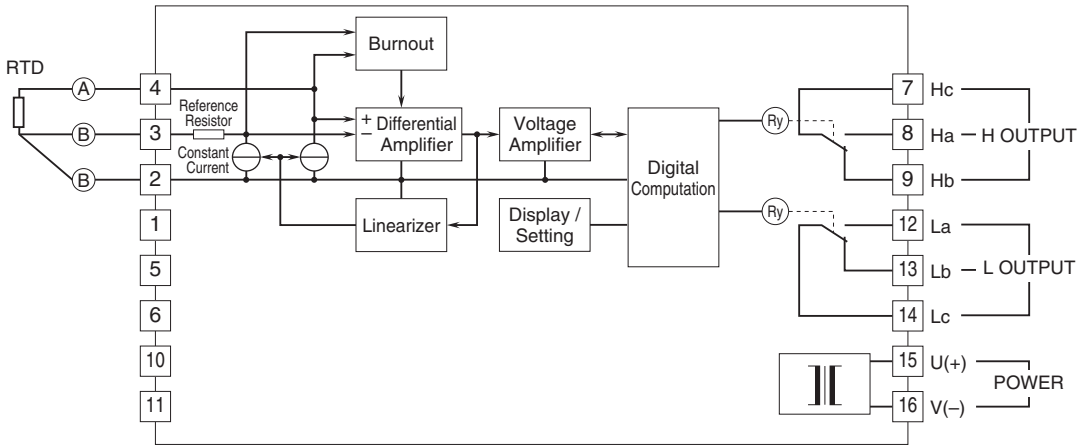 RTD
A
B
B
4
3
2
1
5
6
10
11
Reference
Resistor
Constant
Current
Burnout
+
−
Differential
Amplifier
Linearizer
Voltage
Amplifier
Display /
Setting
Digital
Computation
Ry
Ry
7 Hc
8 Ha H OUTPUT
9 Hb
12 La
13 Lb L OUTPUT
14 Lc
15 U(+)
POWER
16 V(–)